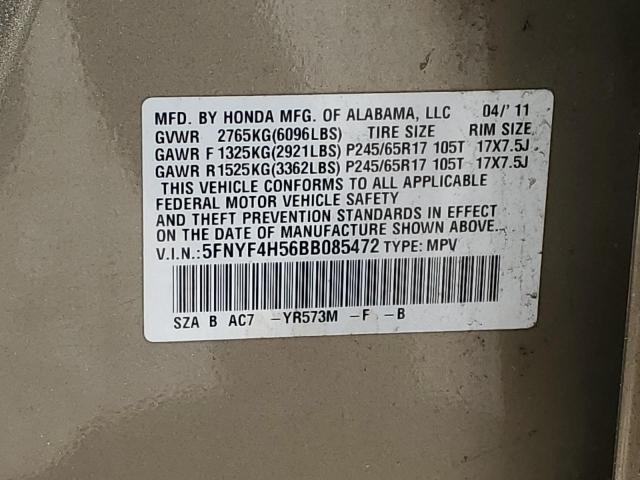 MFD. BY HONDA MFG. OF ALABAMA, LLC 04/'11
GVWR 2765KG(6096LBS) TIRE SIZE RIM SIZE
GAWR F 1325KG(2921LBS) P245/65R17 105T 17X7.5J
GAWR R 1525KG(3362LBS) P245/65R17 105T 17X7.5J
THIS VEHICLE CONFORMS TO ALL APPLICABLE
FEDERAL MOTOR VEHICLE SAFETY
AND THEFT PREVENTION STANDARDS IN EFFECT
ON THE DATE OF MANUFACTURE SHOWN ABOVE.
V.I.N.:5FNYF4H56BB085472 TYPE: MPV
SZA B AC7 -YR573M -F -B